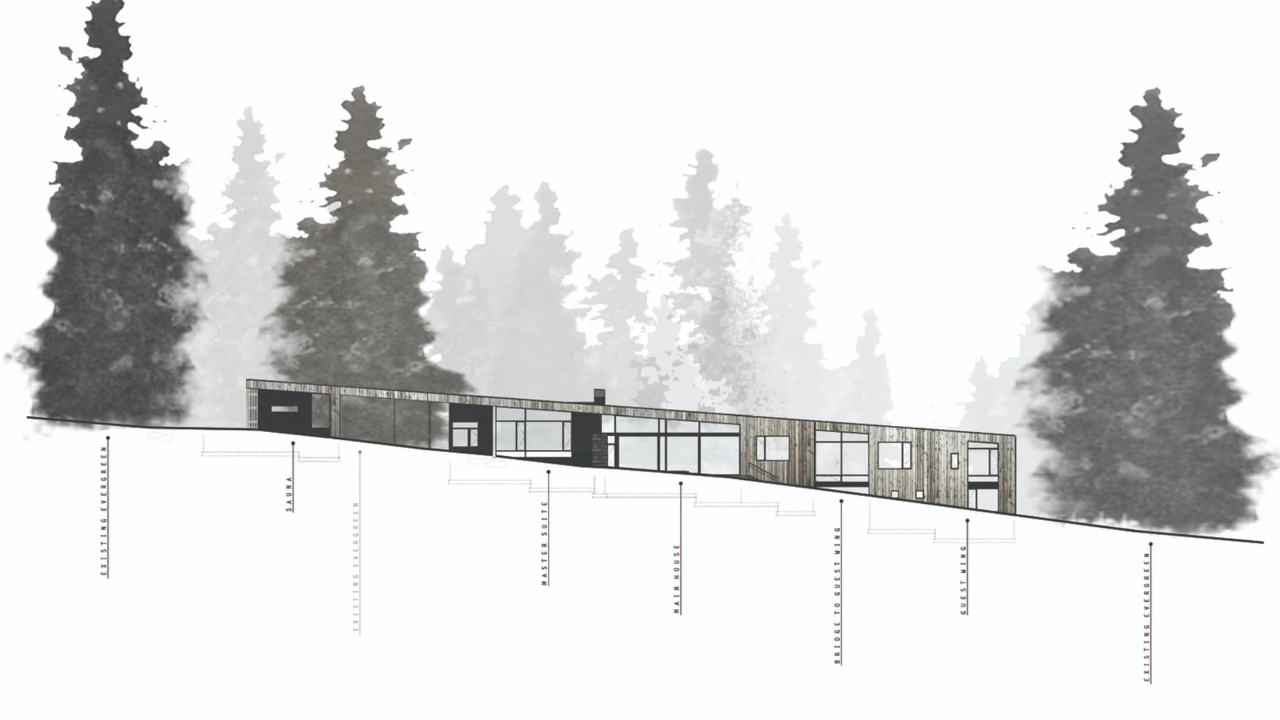 EXISTING EVERGREEN
SAUNA
EXISTING EVERGREEN
MASTER SUITE
MAIN HOUSE
BRIDGE TO GUEST WING
GUEST WING
EXISTING EVERGREEN